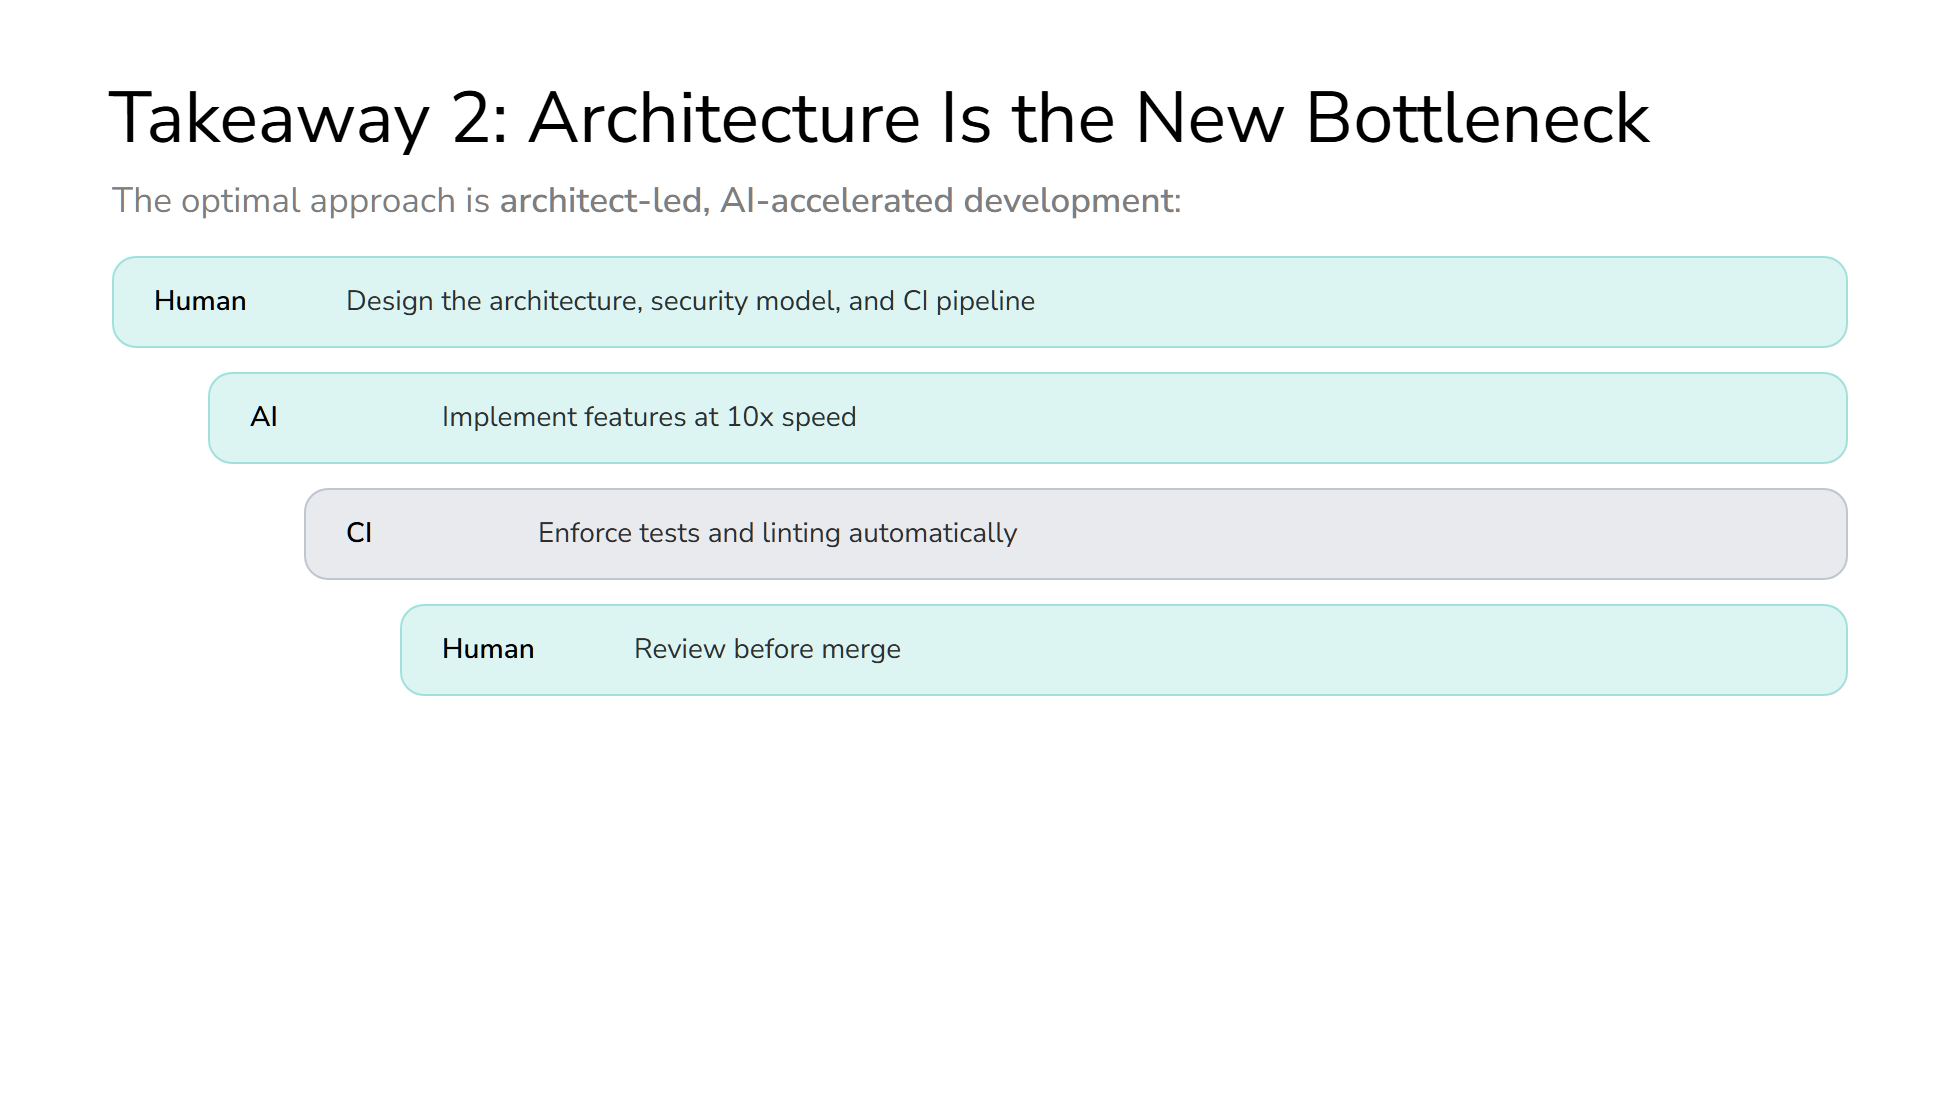 Takeaway 2: Architecture Is the New Bottleneck
The optimal approach is architect-led, AI-accelerated development:
Human Design the architecture, security model, and CI pipeline
AI Implement features at 10x speed
CI Enforce tests and linting automatically
Human Review before merge